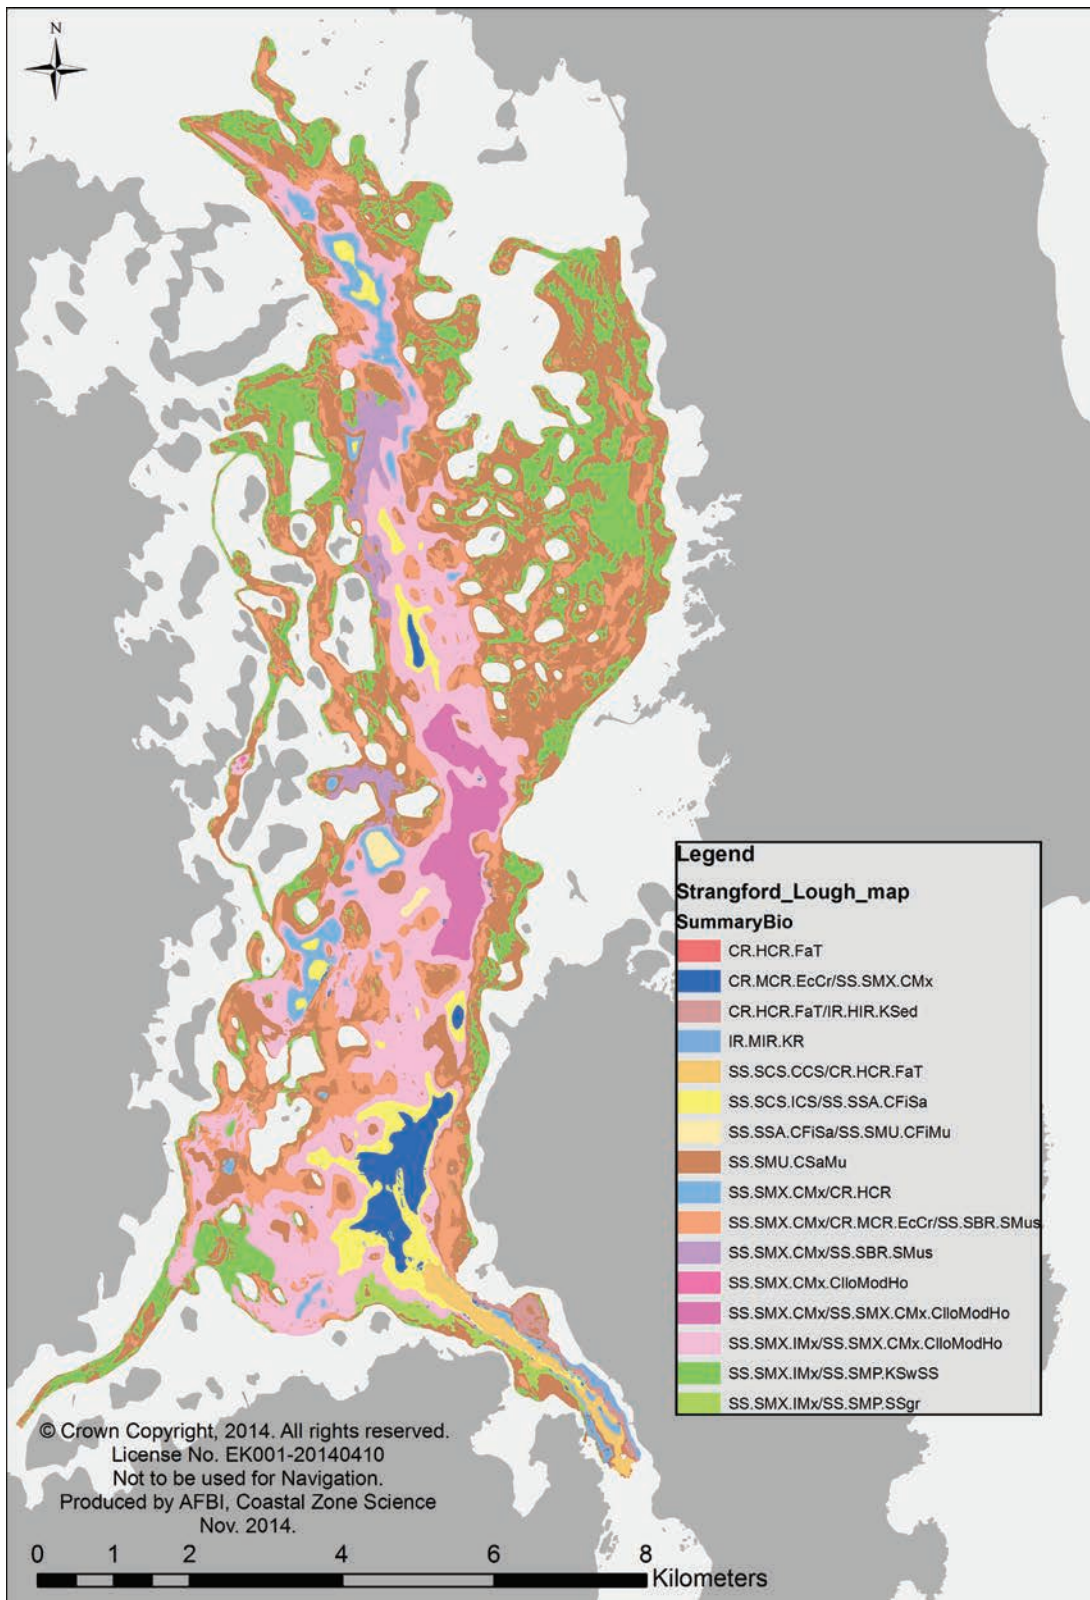 N
Legend
Strangford_Lough_map
SummaryBio
CR.HCR.FaT
CR.MCR.EcCr/SS.SMX.CMx
CR.HCR.FaT/IR.HIR.KSed
IR.MIR.KR
SS.SCS.CCS/CR.HCR.FaT
SS.SCS.ICS/SS.SSA.CFiSa
SS.SSA.CFiSa/SS.SMU.CFiMu
SS.SMU.CSaMu
SS.SMX.CMx/CR.HCR
SS.SMX.CMx/CR.MCR.EcCr/SS.SBR.SMus.
SS.SMX.CMx/SS.SBR.SMus
SS.SMX.CMx.ClloModHo
SS.SMX.CMx/SS.SMX.CMx.ClloModHo
SS.SMX.IMx/SS.SMX.CMx.ClloModHo
SS.SMX.IMx/SS.SMP.KSwSS
SS.SMX.IMx/SS.SMP.SSgr
© Crown Copyright, 2014. All rights reserved.
License No. EK001-20140410
Not to be used for Navigation.
Produced by AFBI, Coastal Zone Science
Nov. 2014.
0 1 2 4 6 8
Kilometers